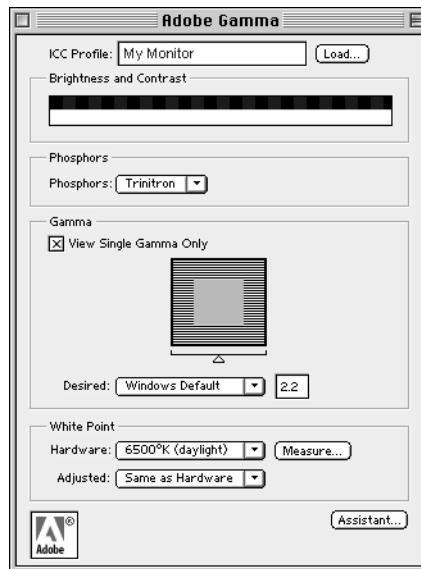 Adobe Gamma
ICC Profile: My Monitor Load...
Brightness and Contrast
Phosphors
Phosphors: Trinitron
Gamma
View Single Gamma Only
Desired: Windows Default 2.2
White Point
Hardware: 6500°K (daylight) Measure...
Adjusted: Same as Hardware
Assistant...
Adobe®